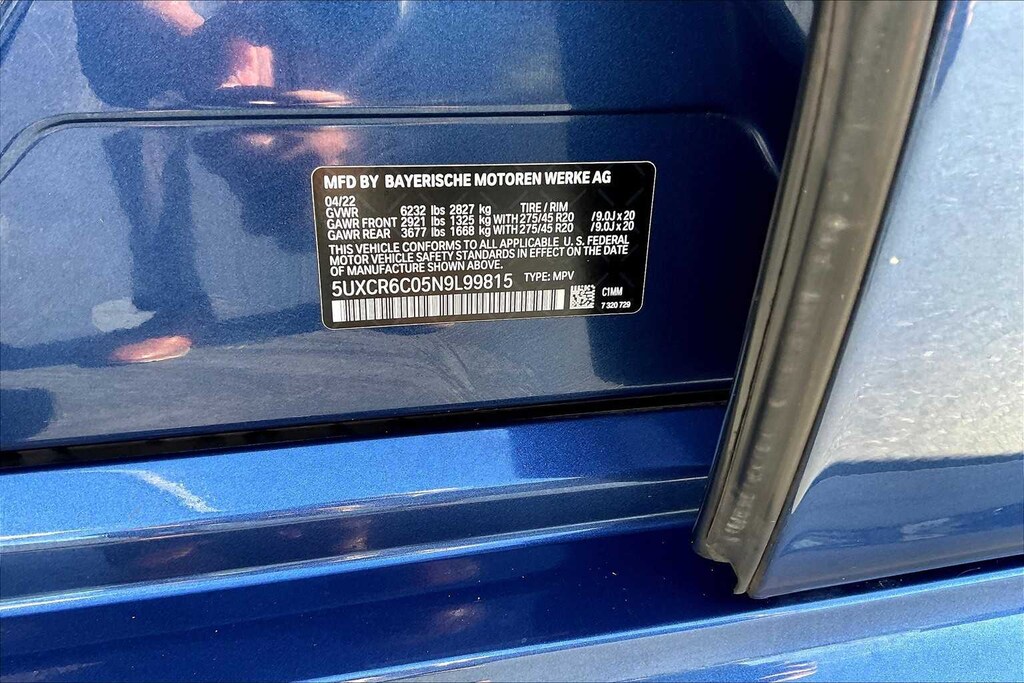 MFD BY BAYERISCHE MOTOREN WERKE AG
04/22
GVWR 6232 lbs 2827 kg TIRE / RIM
GAWR FRONT 2921 lbs 1325 kg WITH 275/45 R20 /9.0J x 20
GAWR REAR 3677 lbs 1668 kg WITH 275/45 R20 /9.0J x 20
THIS VEHICLE CONFORMS TO ALL APPLICABLE U. S. FEDERAL
MOTOR VEHICLE SAFETY STANDARDS IN EFFECT ON THE DATE
OF MANUFACTURE SHOWN ABOVE.
5UXCR6C05N9L99815 TYPE: MPV
C1MM
7 320 729